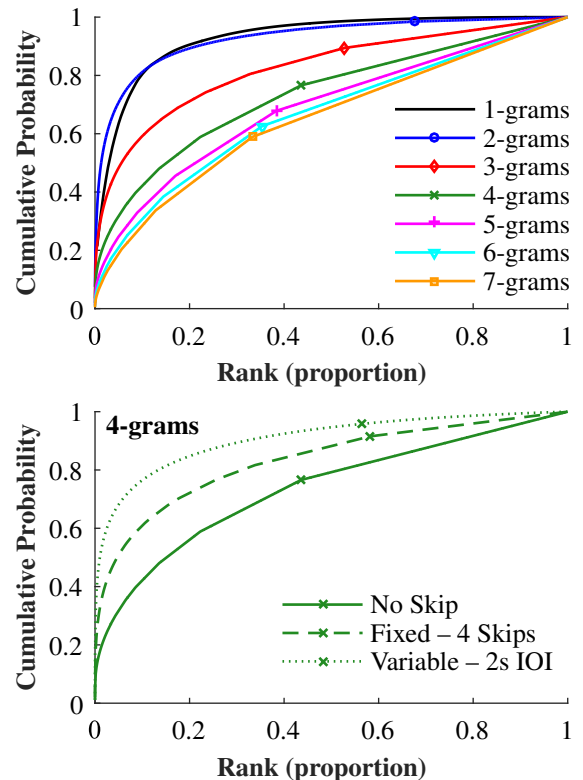 1
0.8
0.6
0.4
0.2
0
Cumulative Probability
1-grams
2-grams
3-grams
4-grams
5-grams
6-grams
7-grams
0 0.2 0.4 0.6 0.8 1
Rank (proportion)
1
0.8
0.6
0.4
0.2
0
Cumulative Probability
4-grams
No Skip
Fixed – 4 Skips
Variable – 2s IOI
0 0.2 0.4 0.6 0.8 1
Rank (proportion)